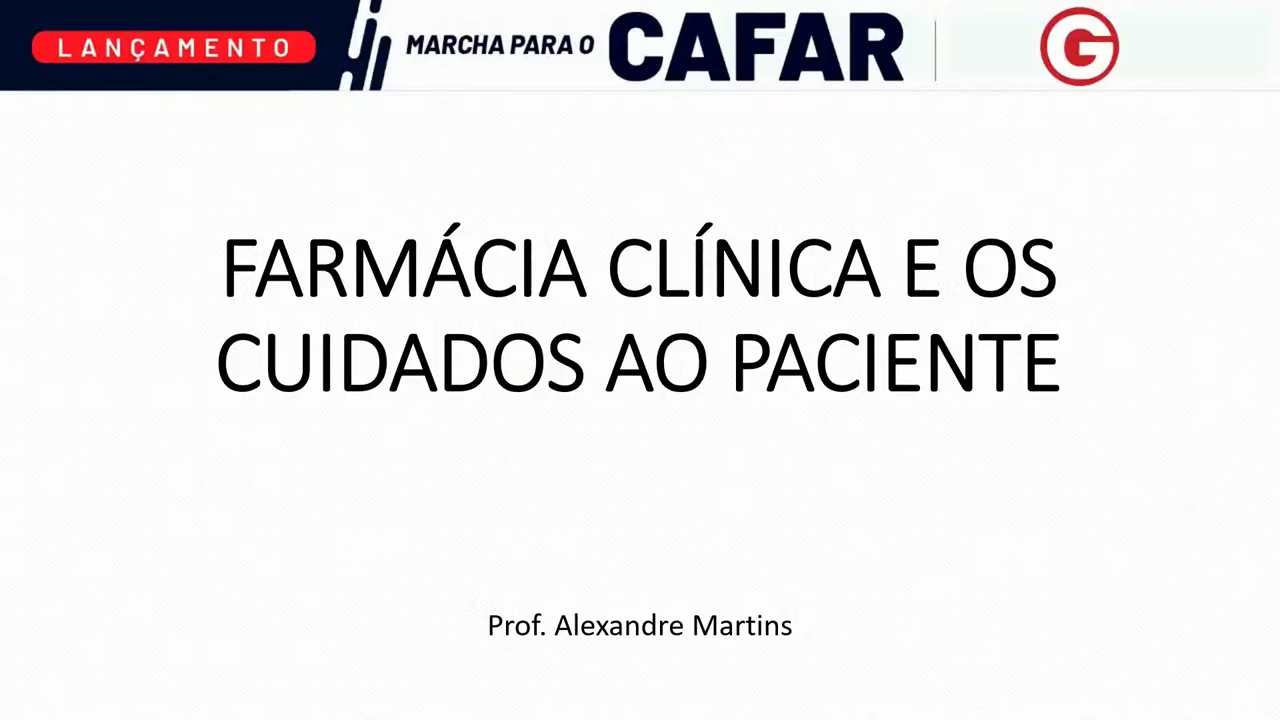 LANÇAMENTO
MARCHA PARA O CAFAR
G
FARMÁCIA CLÍNICA E OS
CUIDADOS AO PACIENTE
Prof. Alexandre Martins